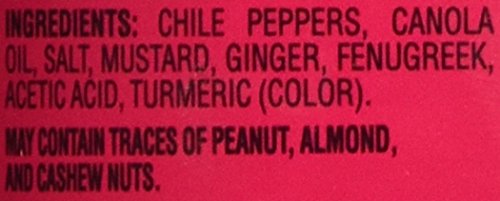 INGREDIENTS: CHILE PEPPERS, CANOLA
OIL, SALT, MUSTARD, GINGER, FENUGREEK,
ACETIC ACID, TURMERIC (COLOR).
MAY CONTAIN TRACES OF PEANUT, ALMOND,
AND CASHEW NUTS.